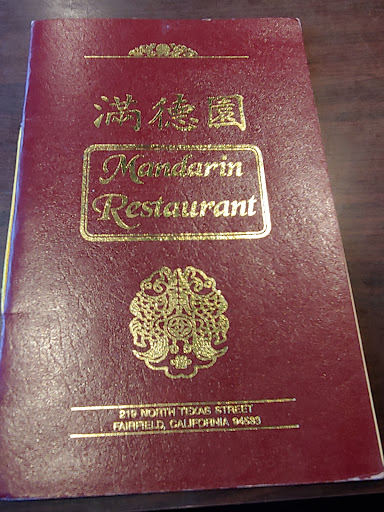 滿德園
Mandarin
Restaurant
219 NORTH TEXAS STREET
FAIRFIELD, CALIFORNIA 94533